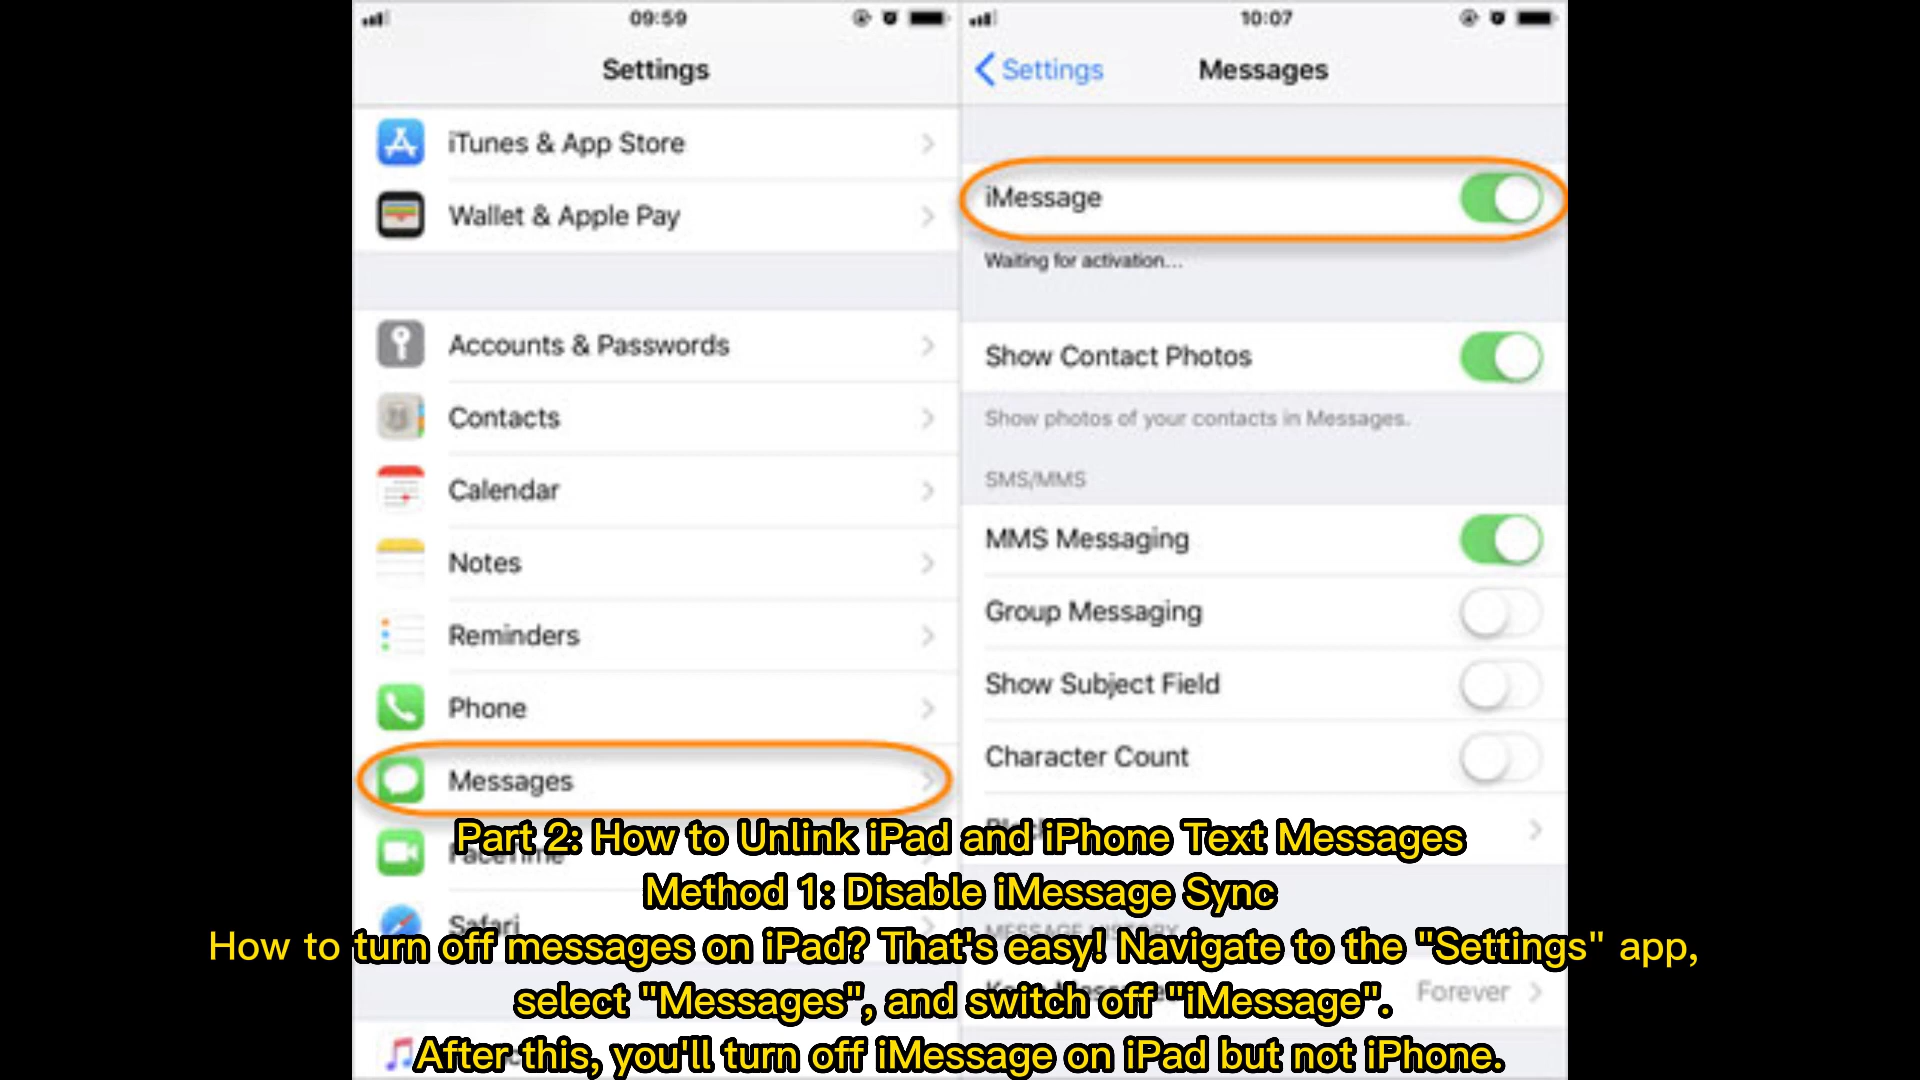 09:59
Settings
iTunes & App Store
Wallet & Apple Pay
Accounts & Passwords
Contacts
Calendar
Notes
Reminders
Phone
Messages
FaceTime
Safari
10:07
Settings
Messages
iMessage
Waiting for activation...
Show Contact Photos
Show photos of your contacts in Messages.
SMS/MMS
MMS Messaging
Group Messaging
Show Subject Field
Character Count
MESSAGE HISTORY
Forever
Part 2: How to Unlink iPad and iPhone Text Messages
Method 1: Disable iMessage Sync
How to turn off messages on iPad? That's easy! Navigate to the "Settings" app,
select "Messages", and switch off "iMessage".
After this, you'll turn off iMessage on iPad but not iPhone.